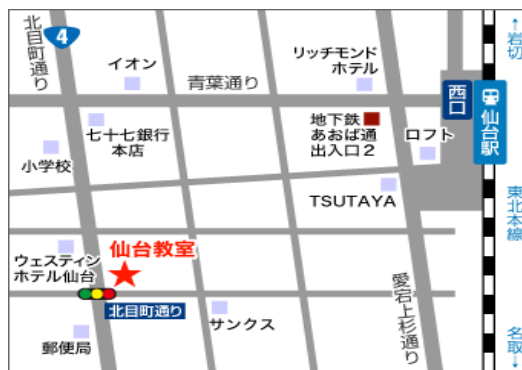 北目町通り
4
イオン
青葉通り
リッチモンド
ホテル
西口
仙台駅
↑岩切
七十七銀行
本店
小学校
地下鉄
あおば通
出入口2
ロフト
TSUTAYA
東北本線
ウェスティン
ホテル仙台
仙台教室
北目町通り
サンクス
郵便局
愛宕上杉通り
名取↓